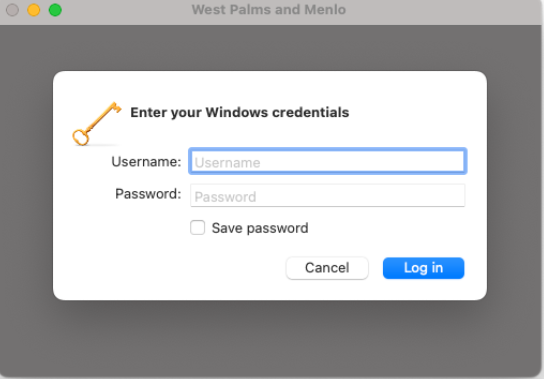 West Palms and Menlo
Enter your Windows credentials
Username: Username
Password: Password
Save password
Cancel Log in